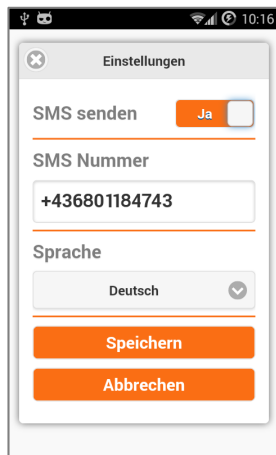 10:16
Einstellungen
SMS senden
Ja
SMS Nummer
+436801184743
Sprache
Deutsch
Speichern
Abbrechen